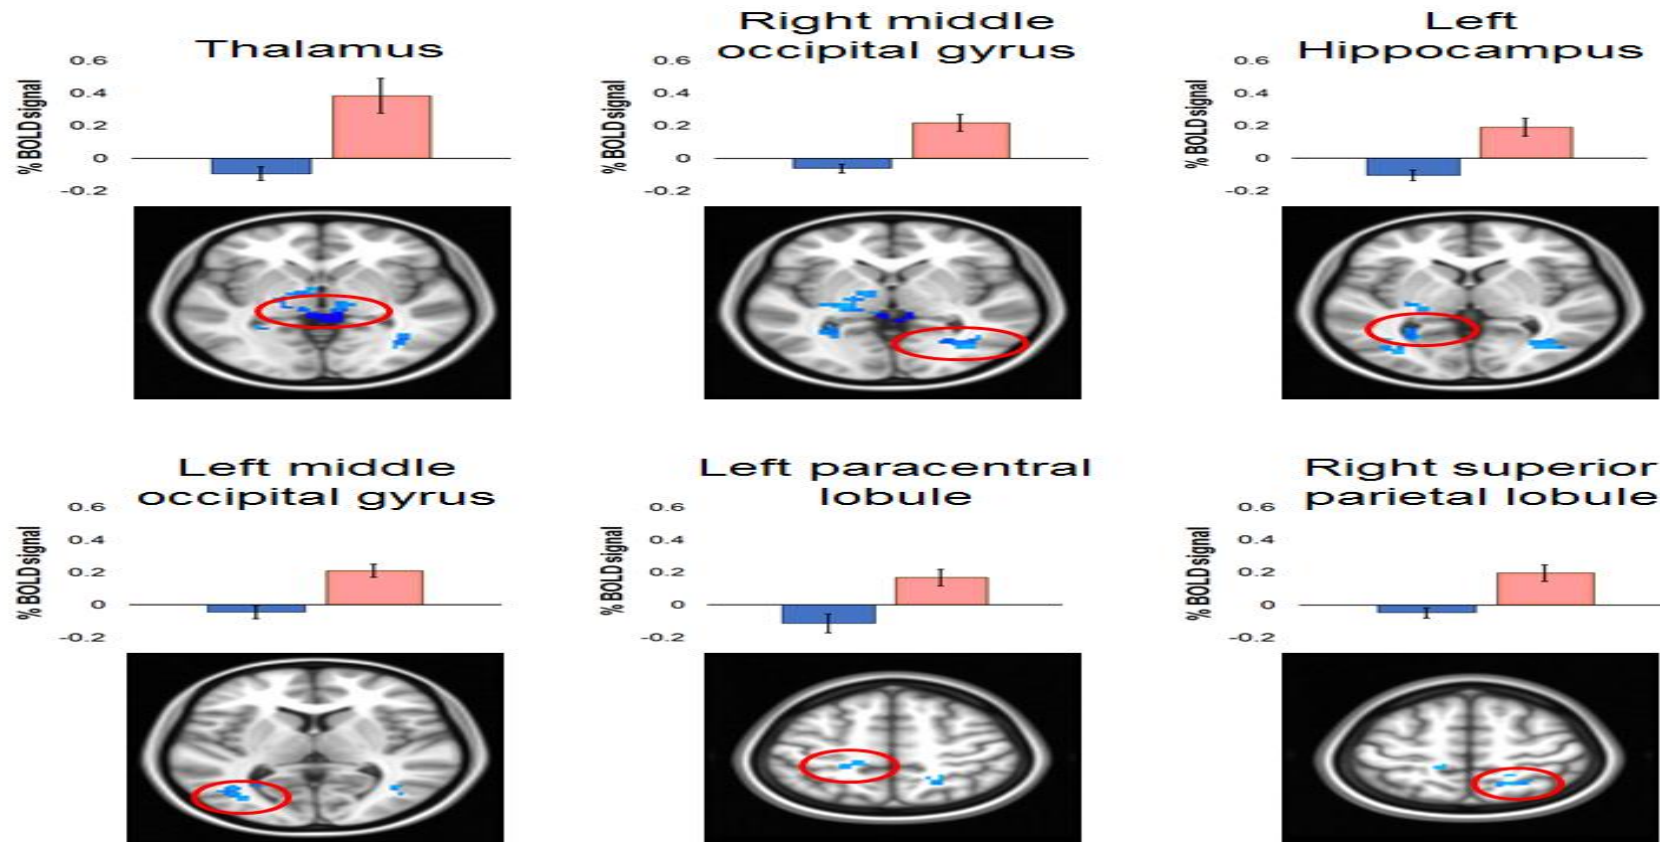 Thalamus
0.6
0.4
0.2
0
-0.2
% BOLD signal
Right middle
occipital gyrus
0.6
0.4
0.2
0
-0.2
% BOLD signal
Left
Hippocampus
0.6
0.4
0.2
0
-0.2
% BOLD signal
Left middle
occipital gyrus
0.6
0.4
0.2
0
-0.2
% BOLD signal
Left paracentral
lobule
0.6
0.4
0.2
0
-0.2
% BOLD signal
Right superior
parietal lobule
0.6
0.4
0.2
0
-0.2
% BOLD signal